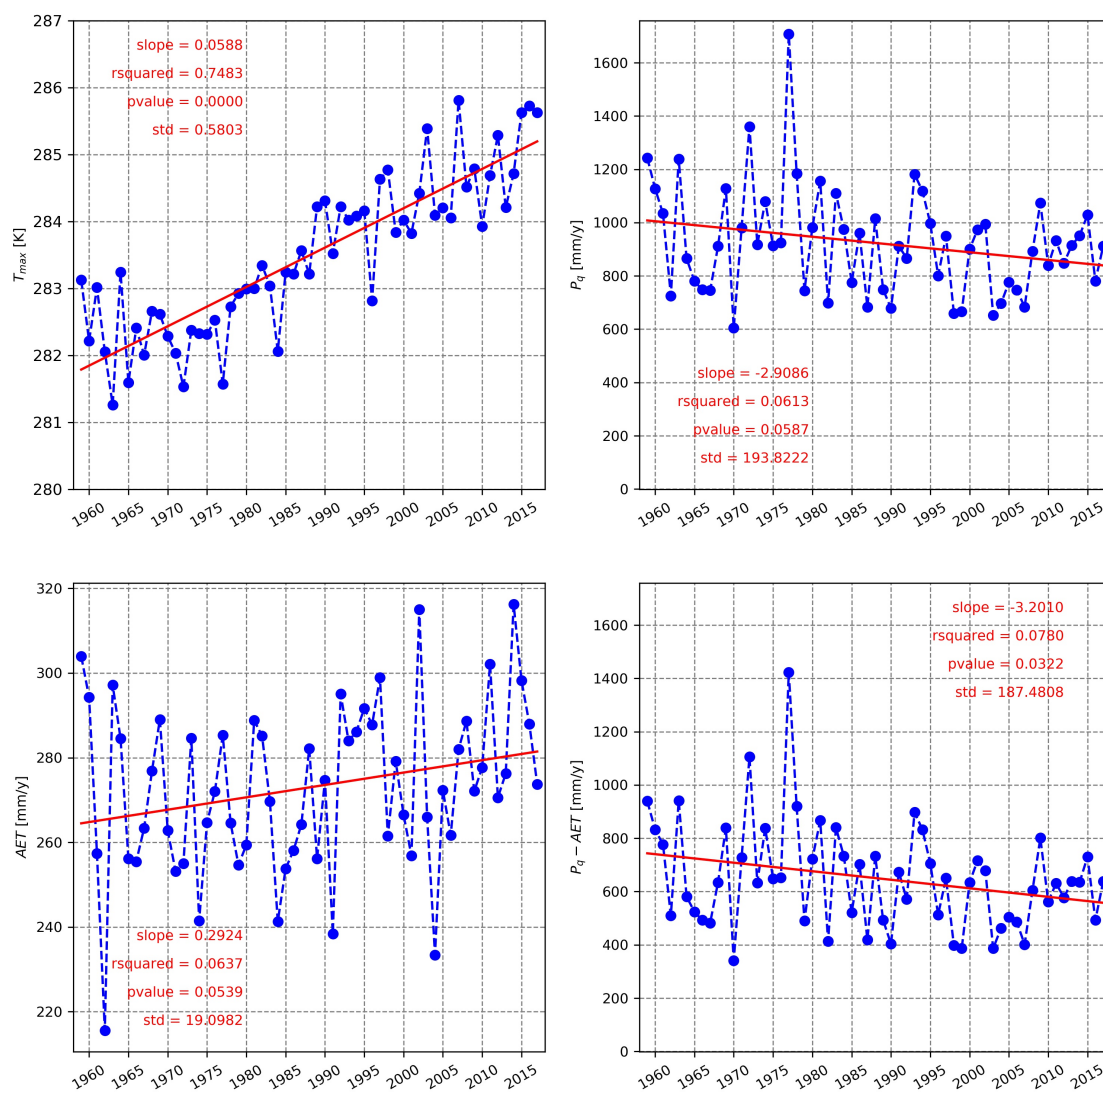 287
286
285
284
283
282
281
280
T_max [K]
slope = 0.0588
rsquared = 0.7483
pvalue = 0.0000
std = 0.5803
1960 1965 1970 1975 1980 1985 1990 1995 2000 2005 2010 2015
1600
1400
1200
1000
800
600
400
200
0
P_q [mm/y]
slope = -2.9086
rsquared = 0.0613
pvalue = 0.0587
std = 193.8222
1960 1965 1970 1975 1980 1985 1990 1995 2000 2005 2010 2015
320
300
280
260
240
220
AET [mm/y]
slope = 0.2924
rsquared = 0.0637
pvalue = 0.0539
std = 19.0982
1960 1965 1970 1975 1980 1985 1990 1995 2000 2005 2010 2015
1600
1400
1200
1000
800
600
400
200
0
P_q − AET [mm/y]
slope = -3.2010
rsquared = 0.0780
pvalue = 0.0322
std = 187.4808
1960 1965 1970 1975 1980 1985 1990 1995 2000 2005 2010 2015